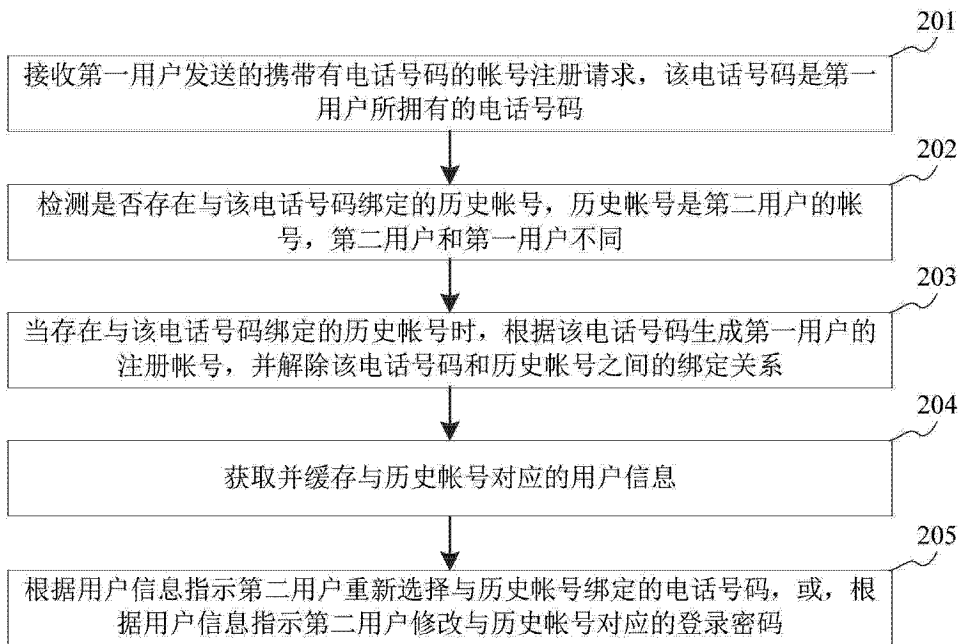 201
接收第一用户发送的携带有电话号码的帐号注册请求，该电话号码是第一
用户所拥有的电话号码
202
检测是否存在与该电话号码绑定的历史帐号，历史帐号是第二用户的帐
号，第二用户和第一用户不同
203
当存在与该电话号码绑定的历史帐号时，根据该电话号码生成第一用户的
注册帐号，并解除该电话号码和历史帐号之间的绑定关系
204
获取并缓存与历史帐号对应的用户信息
205
根据用户信息指示第二用户重新选择与历史帐号绑定的电话号码，或，根
据用户信息指示第二用户修改与历史帐号对应的登录密码